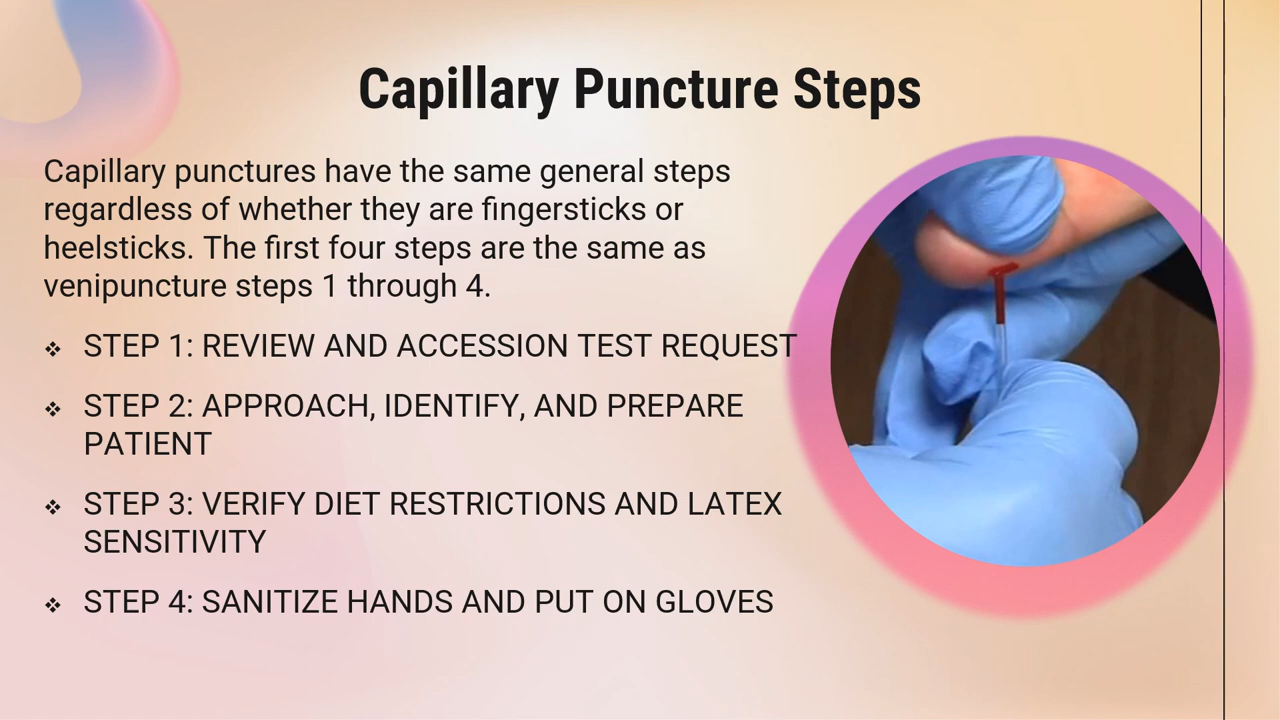 Capillary Puncture Steps
Capillary punctures have the same general steps
regardless of whether they are fingersticks or
heelsticks. The first four steps are the same as
venipuncture steps 1 through 4.
❖ STEP 1: REVIEW AND ACCESSION TEST REQUEST
❖ STEP 2: APPROACH, IDENTIFY, AND PREPARE
PATIENT
❖ STEP 3: VERIFY DIET RESTRICTIONS AND LATEX
SENSITIVITY
❖ STEP 4: SANITIZE HANDS AND PUT ON GLOVES